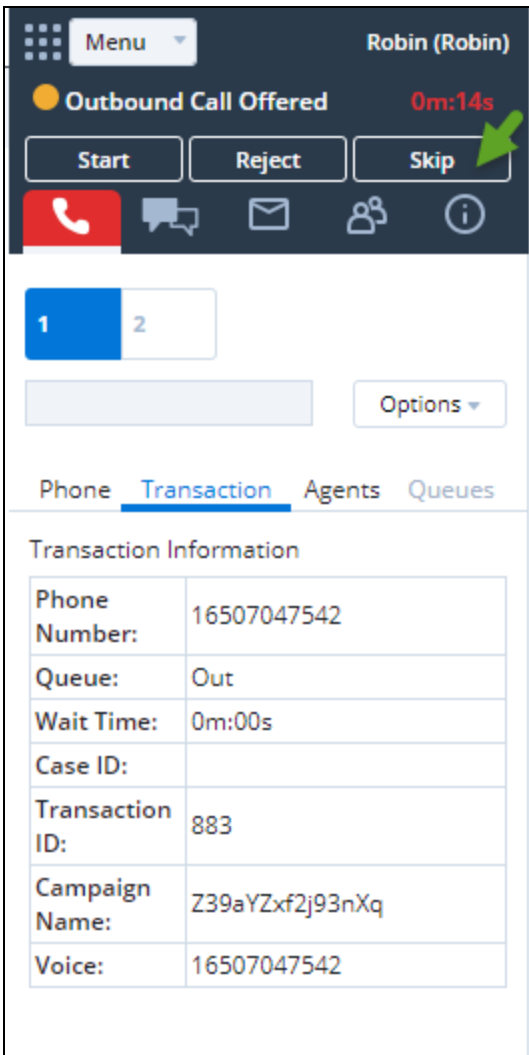 Menu Robin (Robin)
Outbound Call Offered 0m:14s
Start Reject Skip
1 2
Options
Phone Transaction Agents Queues
Transaction Information
Phone
Number: 16507047542
Queue: Out
Wait Time: 0m:00s
Case ID:
Transaction
ID: 883
Campaign
Name: Z39aYZxf2j93nXq
Voice: 16507047542